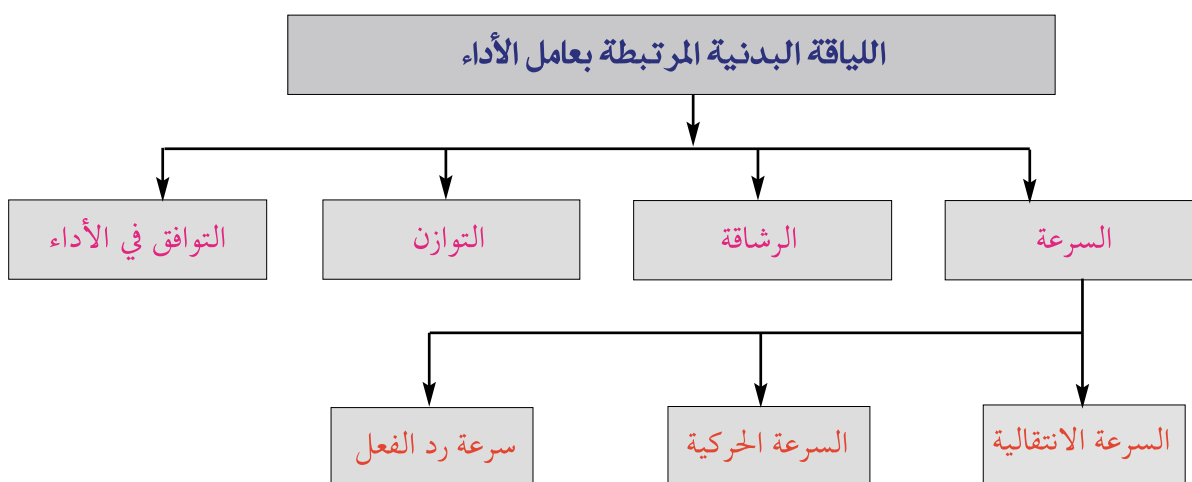 اللياقة البدنية المرتبطة بعامل الأداء
السرعة
الرشاقة
التوازن
التوافق في الأداء
السرعة الانتقالية
السرعة الحركية
سرعة رد الفعل